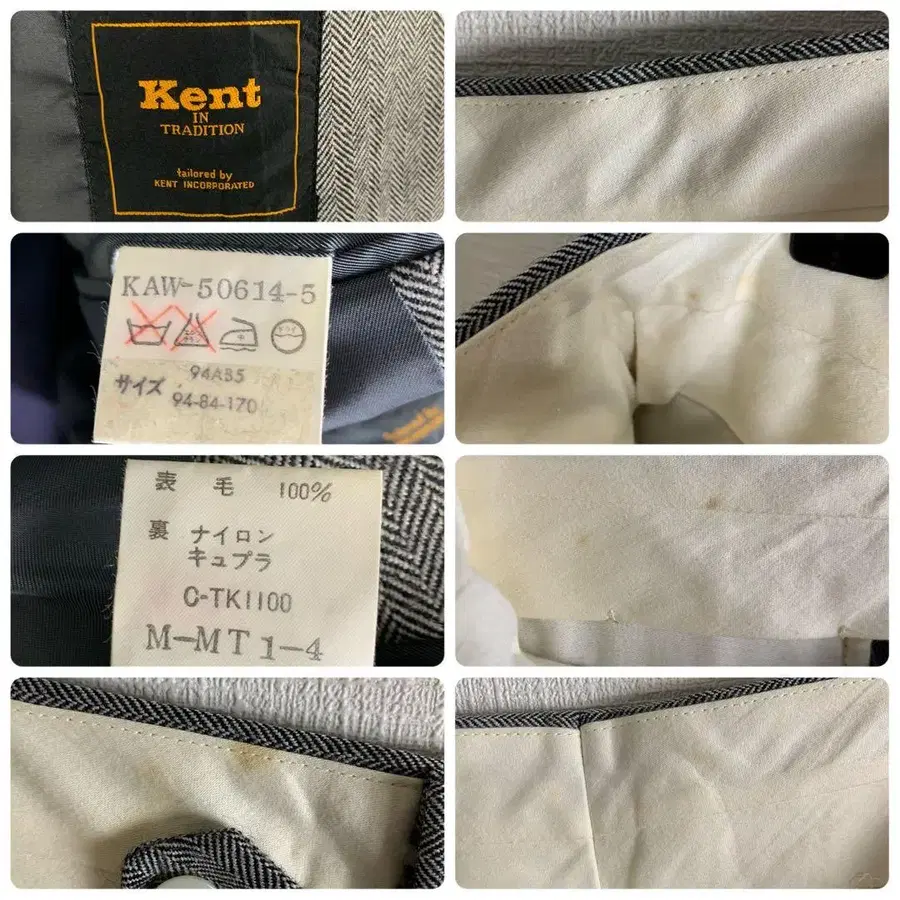 Kent
IN
TRADITION
tailored by
KENT INCORPORATED
KAW-50614-5
94AB5
サイズ 94-84-170
表 毛 100%
裏 ナイロン
キュプラ
C-TK1100
M-MT1-4